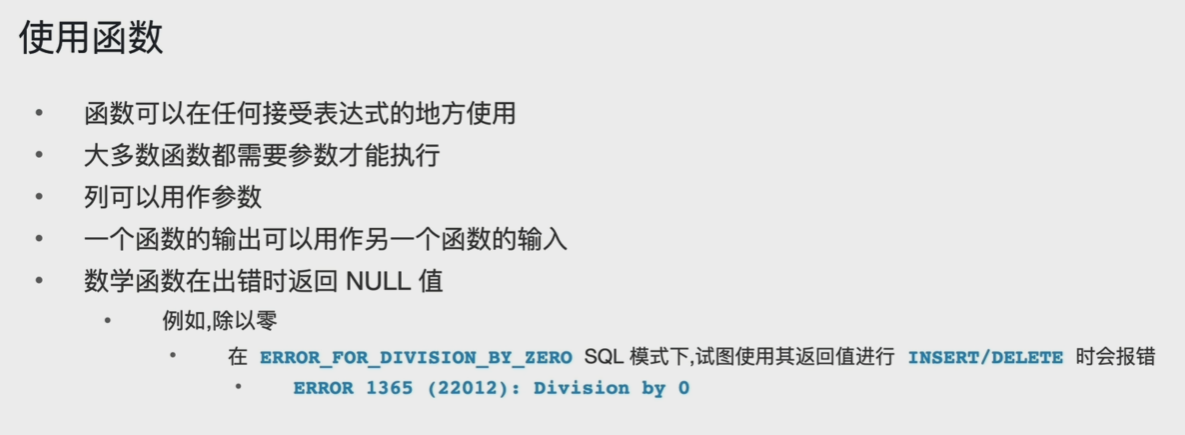 使用函数
• 函数可以在任何接受表达式的地方使用
• 大多数函数都需要参数才能执行
• 列可以用作参数
• 一个函数的输出可以用作另一个函数的输入
• 数学函数在出错时返回 NULL 值
• 例如,除以零
• 在 ERROR_FOR_DIVISION_BY_ZERO SQL 模式下,试图使用其返回值进行 INSERT/DELETE 时会报错
• ERROR 1365 (22012): Division by 0